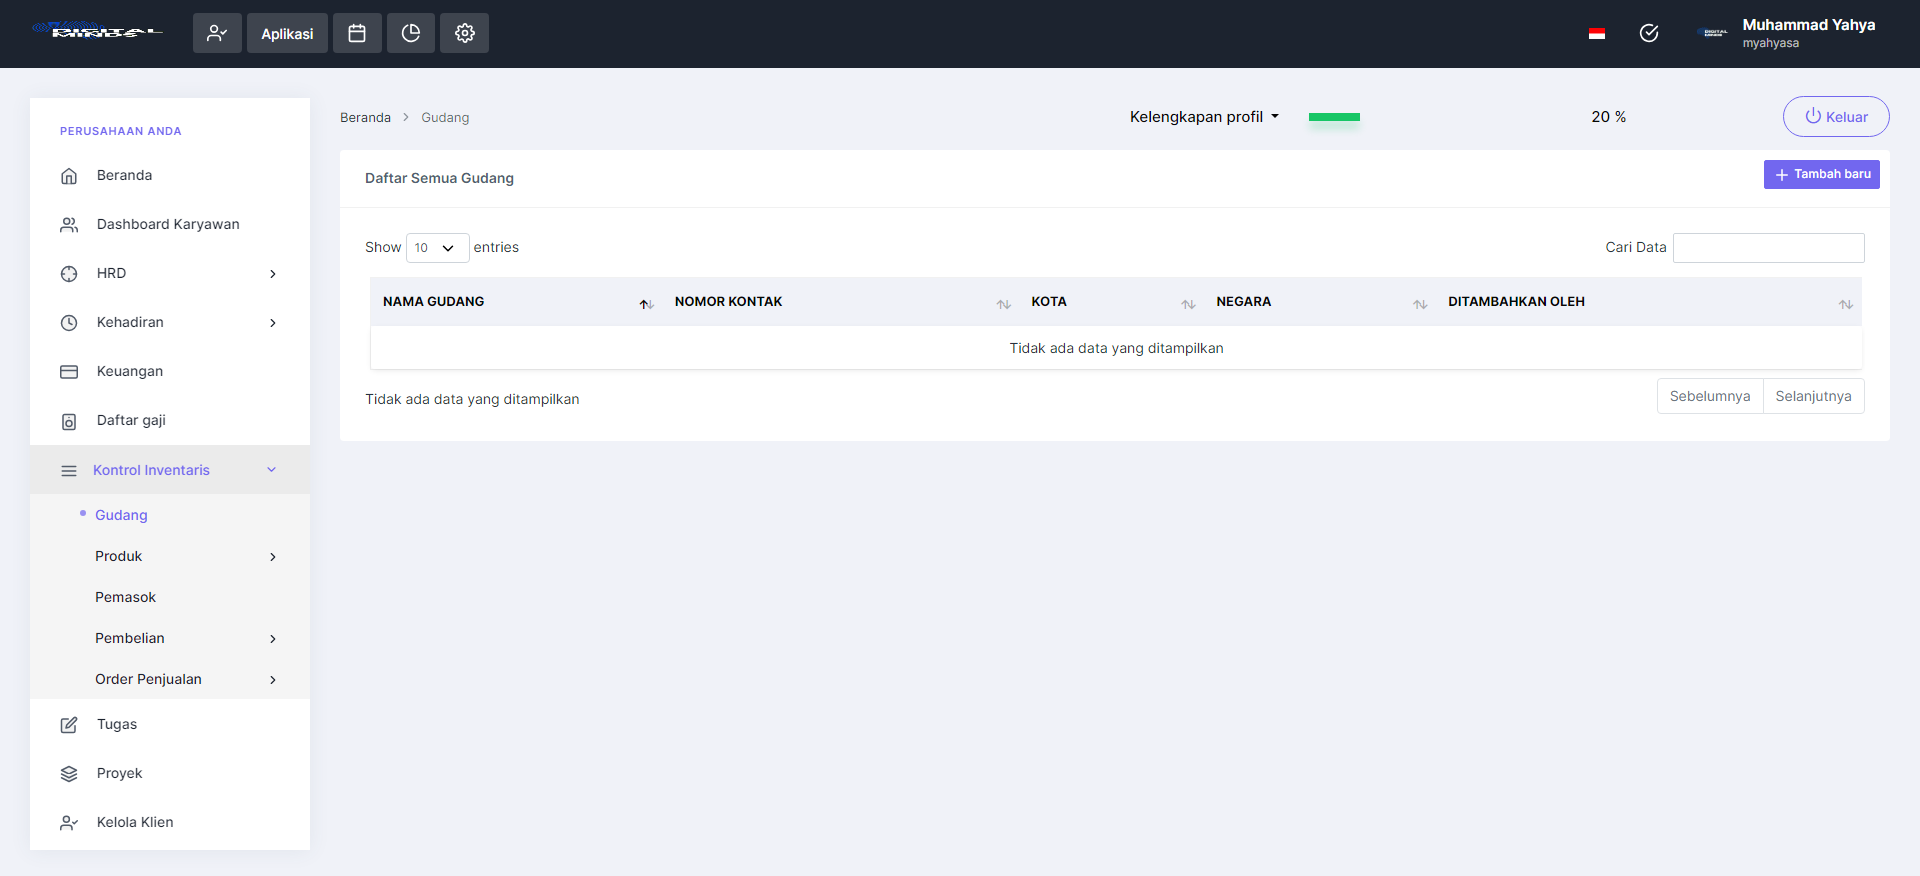 DIGITAL
MINDS
Aplikasi
DIGITAL
Muhammad Yahya
myahyasa
PERUSAHAAN ANDA
Beranda
Dashboard Karyawan
HRD
Kehadiran
Keuangan
Daftar gaji
Kontrol Inventaris
Gudang
Produk
Pemasok
Pembelian
Order Penjualan
Tugas
Proyek
Kelola Klien
Beranda > Gudang
Kelengkapan profil
20 %
Keluar
Daftar Semua Gudang
+ Tambah baru
Show 10 entries
Cari Data
NAMA GUDANG NOMOR KONTAK KOTA NEGARA DITAMBAHKAN OLEH
Tidak ada data yang ditampilkan
Tidak ada data yang ditampilkan
Sebelumnya Selanjutnya